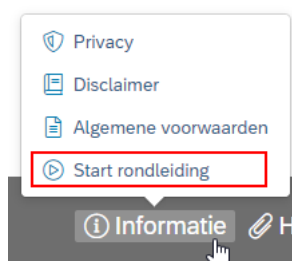 Privacy
Disclaimer
Algemene voorwaarden
Start rondleiding
Informatie
H